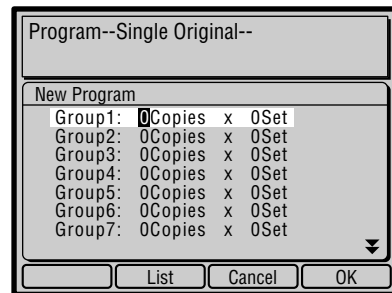 Program--Single Original--
New Program
Group1: 0Copies x 0Set
Group2: 0Copies x 0Set
Group3: 0Copies x 0Set
Group4: 0Copies x 0Set
Group5: 0Copies x 0Set
Group6: 0Copies x 0Set
Group7: 0Copies x 0Set
List Cancel OK